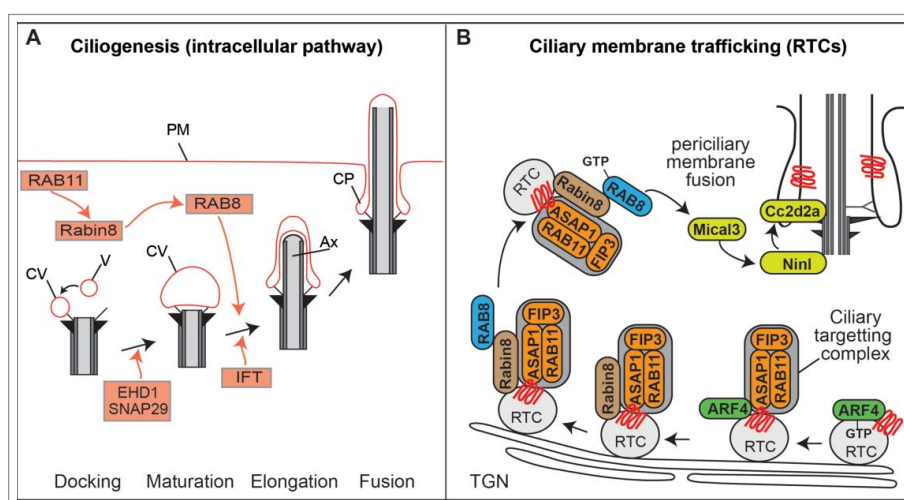 A
Ciliogenesis (intracellular pathway)
PM
RAB11
Rabin8
RAB8
CP
CV
V
CV
Ax
EHD1
SNAP29
IFT
Docking
Maturation
Elongation
Fusion
B
Ciliary membrane trafficking (RTCs)
RTC
Rabin8
GTP
RAB8
ASAP1
RAB11
FIP3
periciliary
membrane
fusion
Mical3
Cc2d2a
Ninl
RAB8
Rabin8
FIP3
ASAP1
RAB11
RTC
Rabin8
FIP3
ASAP1
RAB11
RTC
FIP3
ASAP1
RAB11
ARF4
RTC
Ciliary
targetting
complex
ARF4
GTP
RTC
TGN